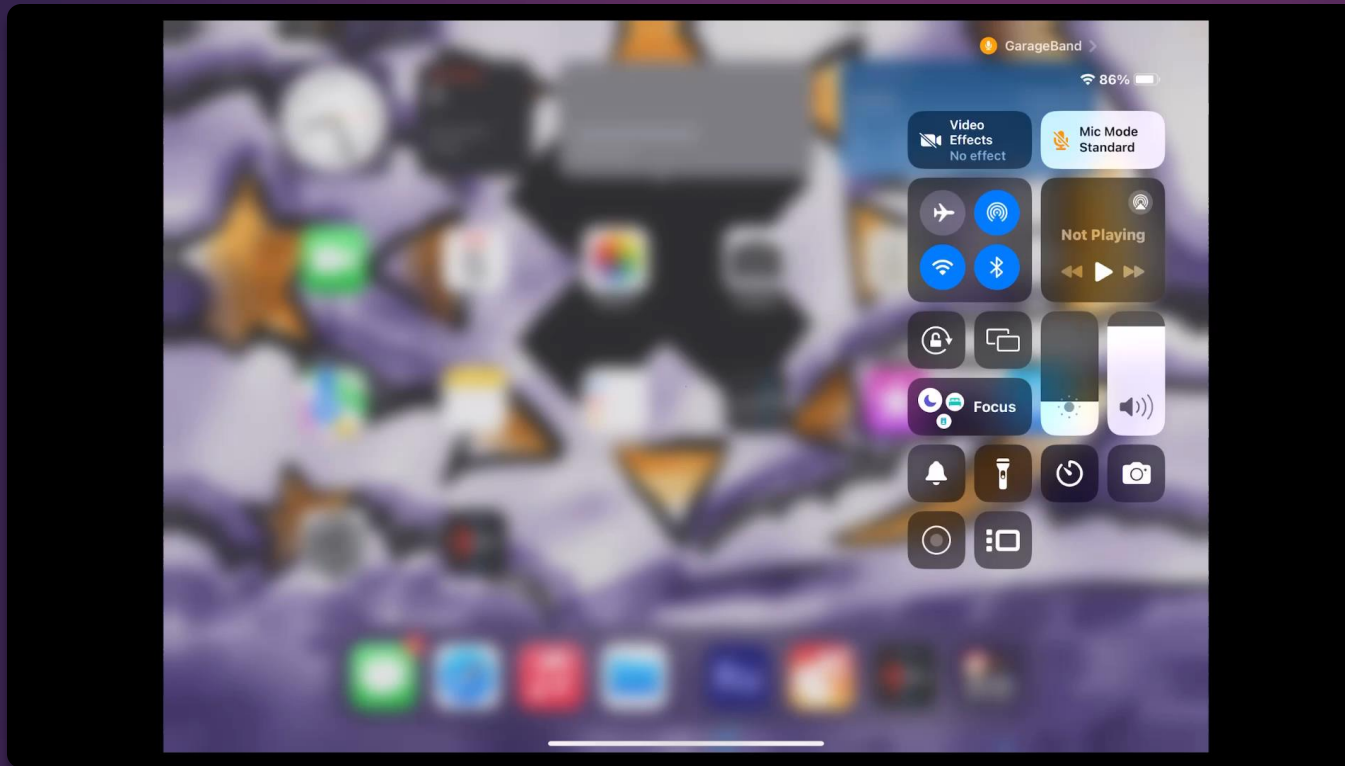 GarageBand
86%
Video
Effects
No effect
Mic Mode
Standard
Not Playing
Focus